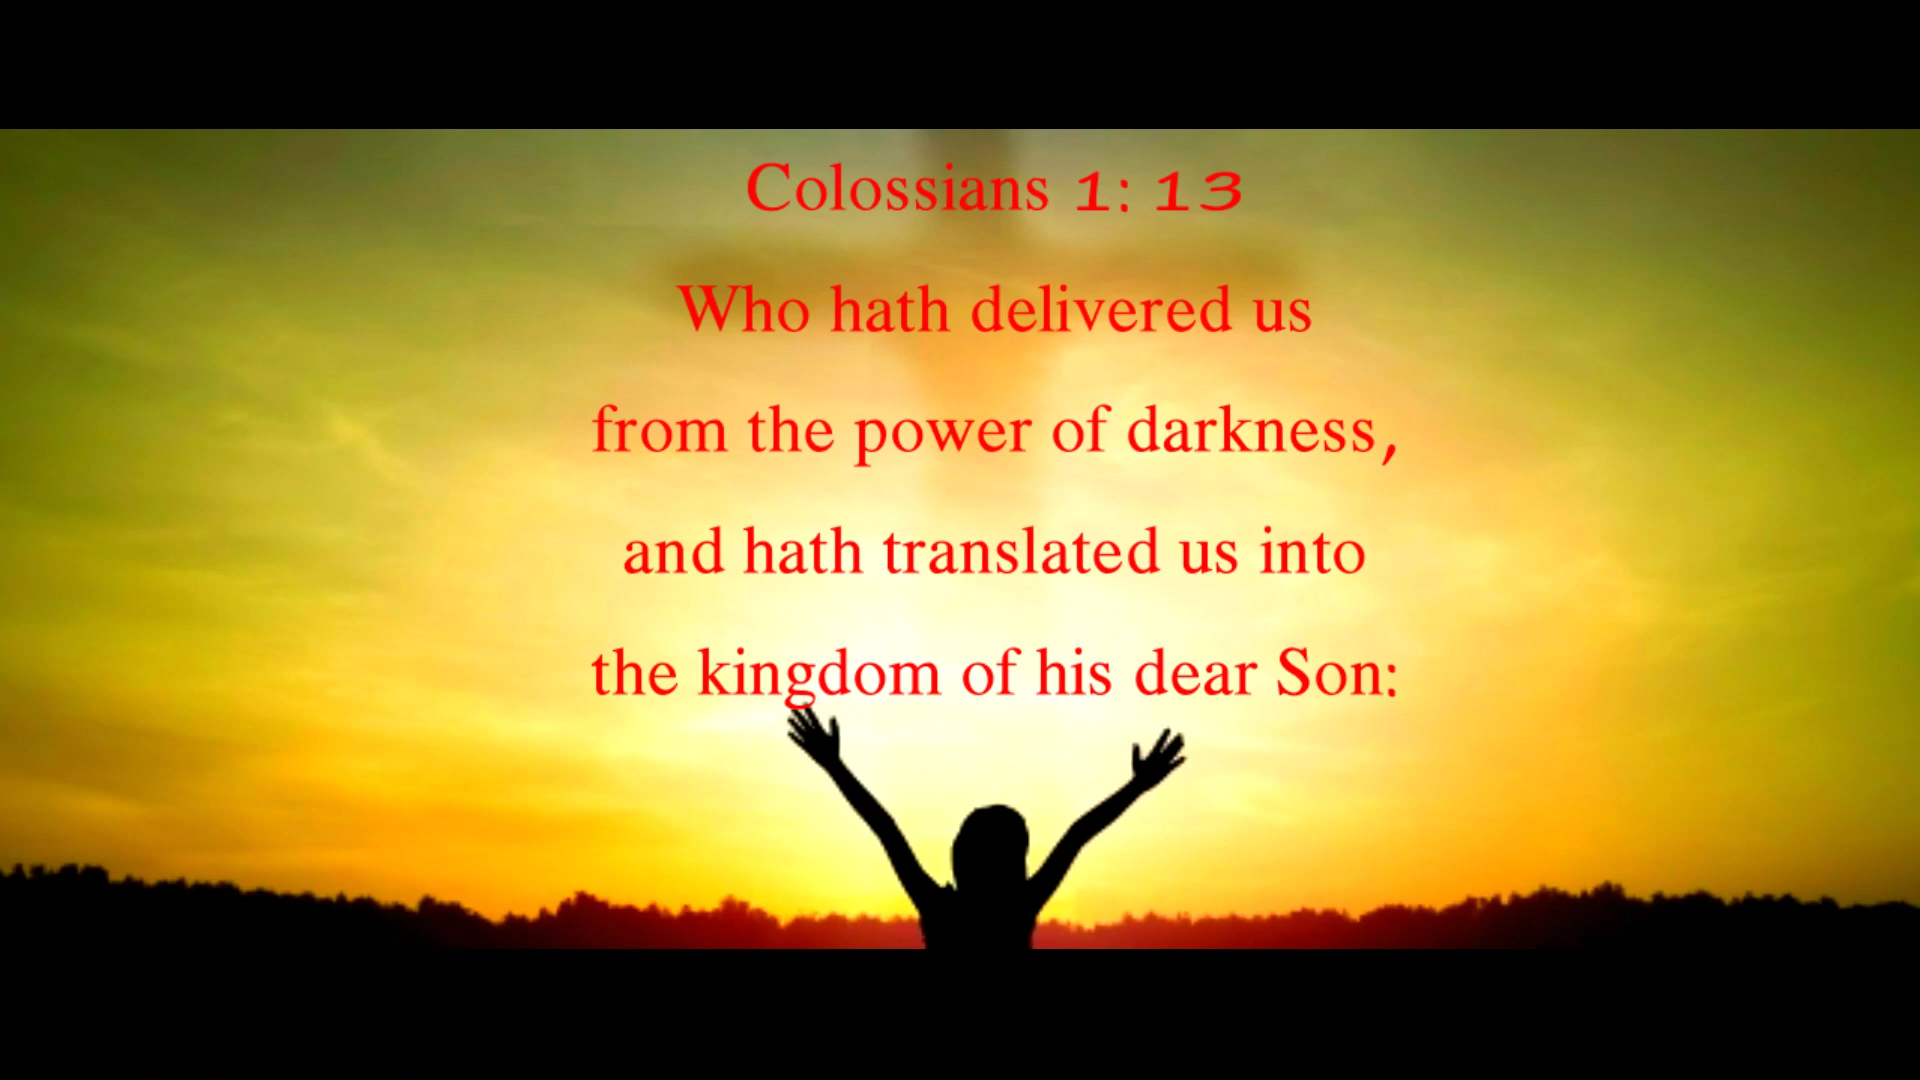 Colossians 1: 13
Who hath delivered us
from the power of darkness,
and hath translated us into
the kingdom of his dear Son: